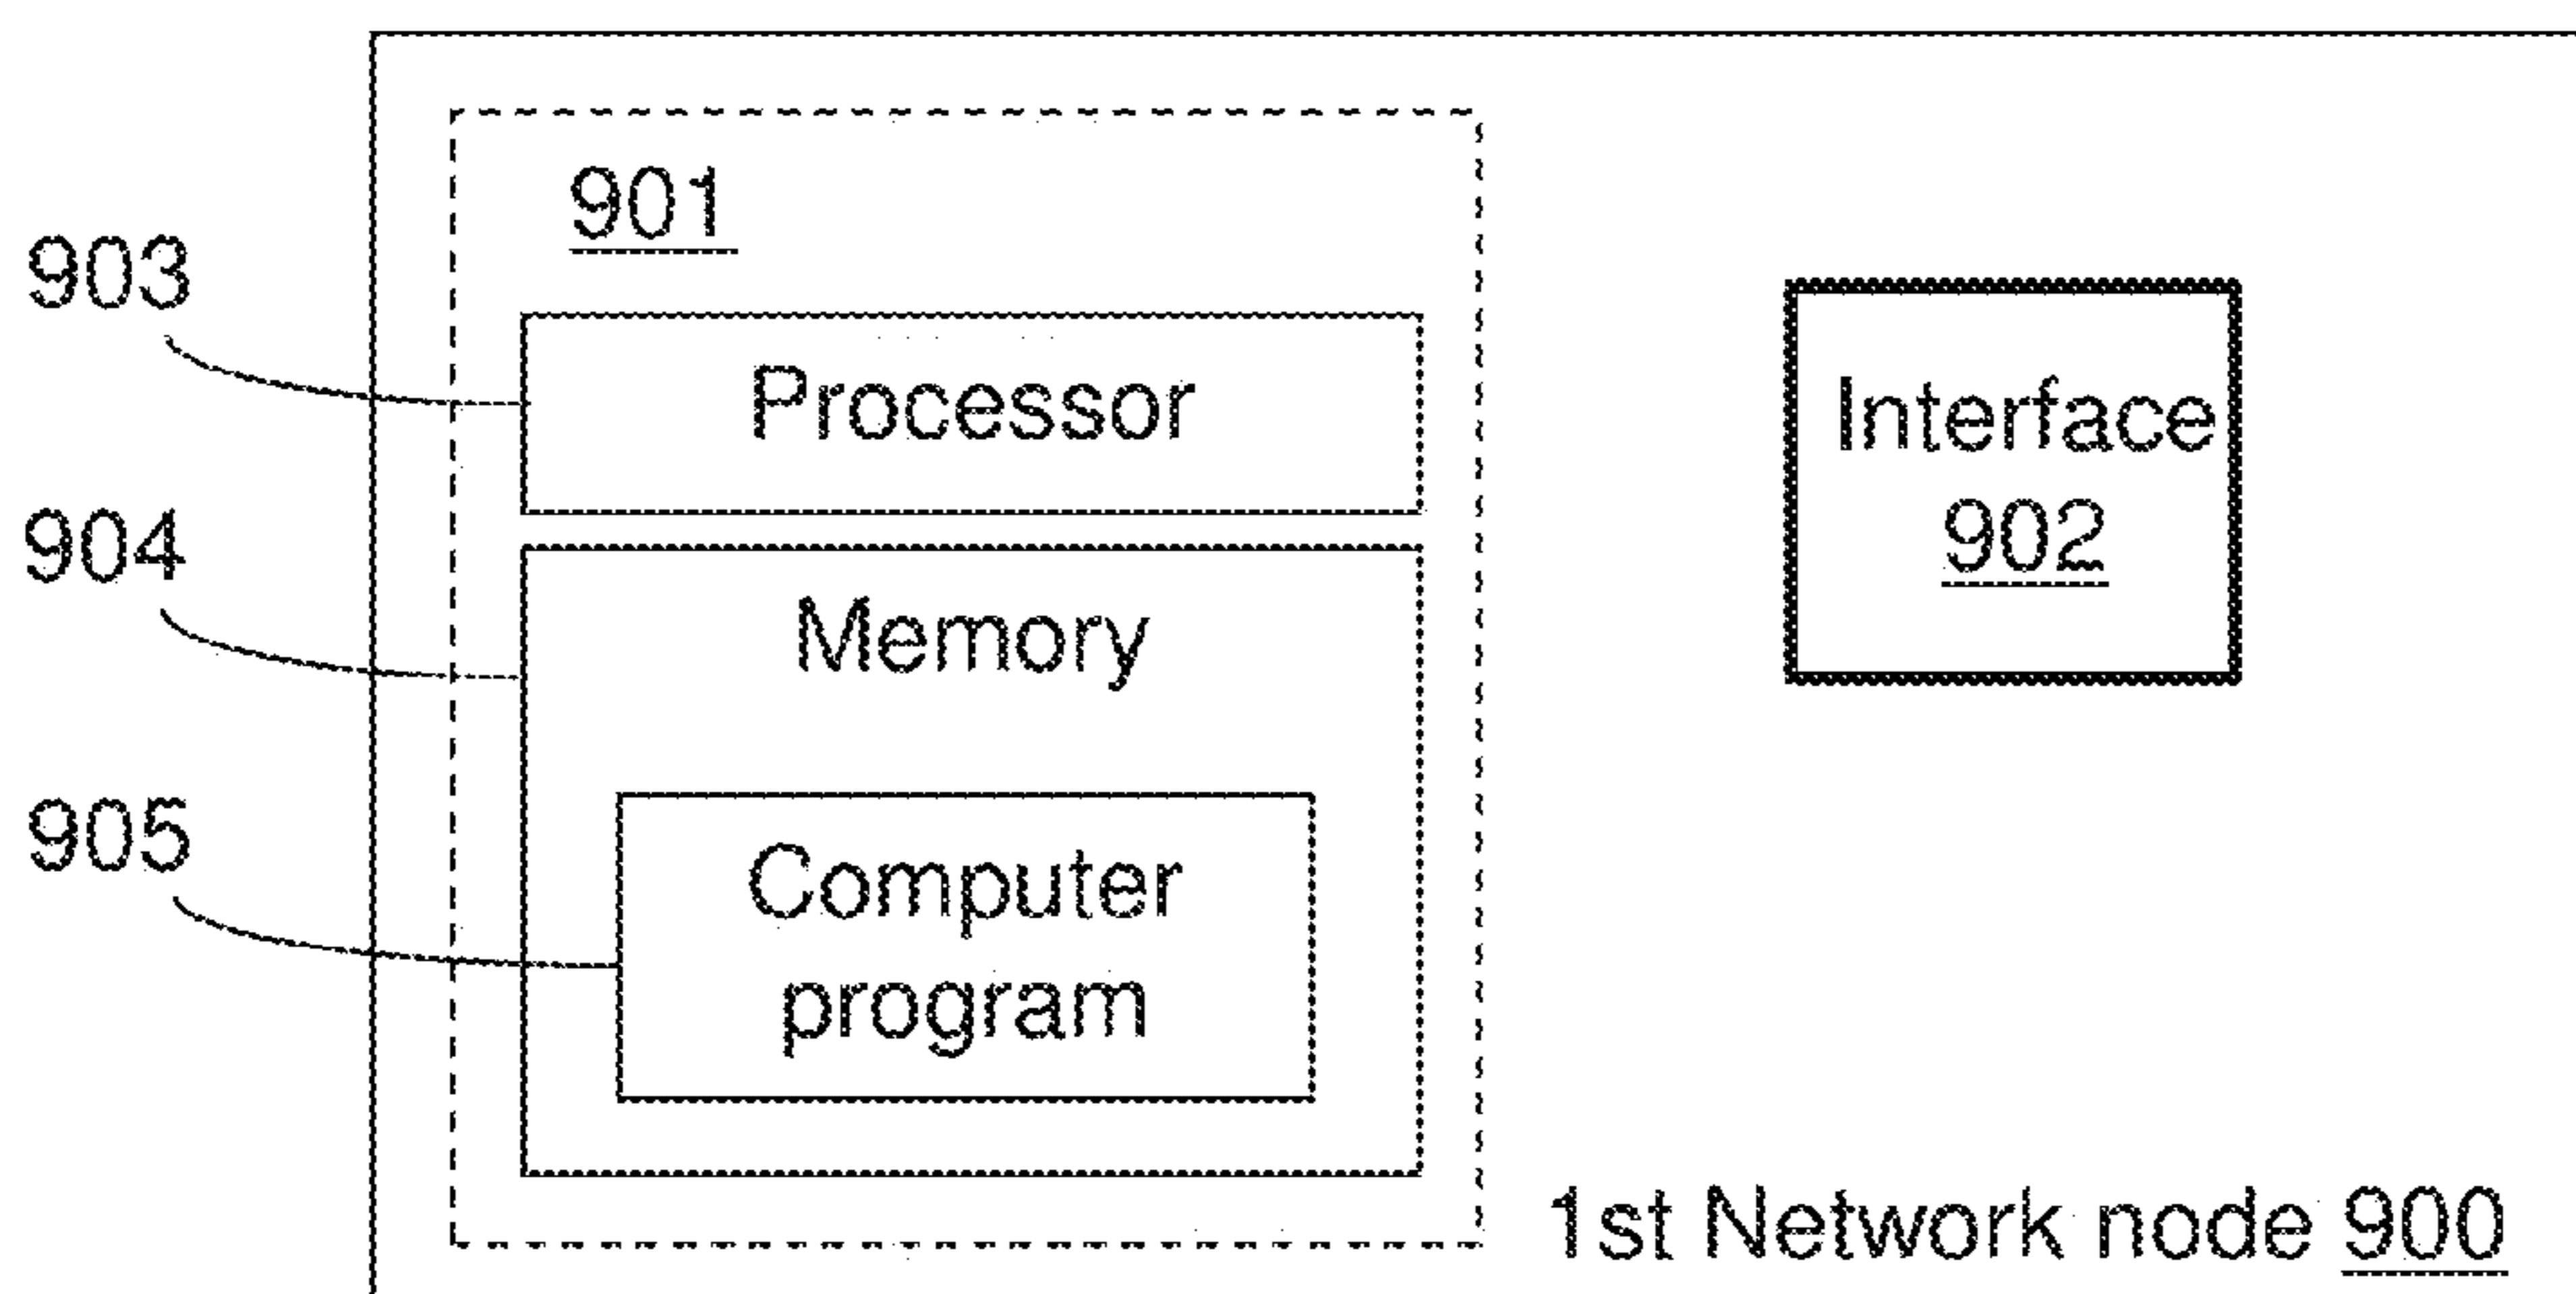 901
903
Processor
Interface
902
904
Memory
905
Computer
program
1st Network node 900